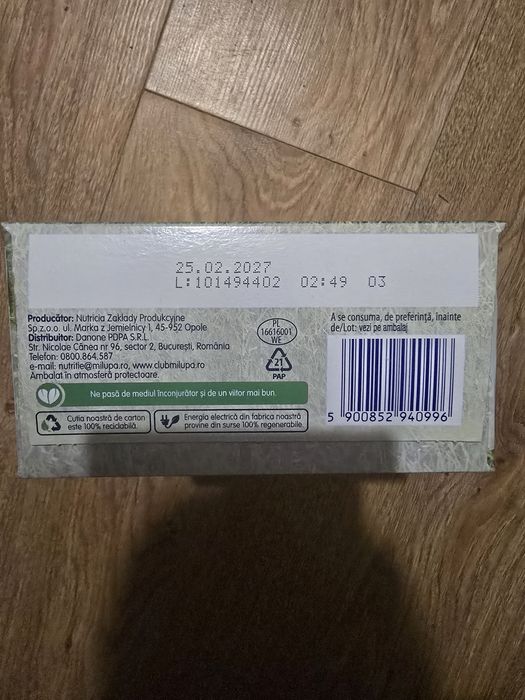 25.02.2027
L:101494402 02:49 03
Producător: Nutricia Zakłady Produkcyjne
Sp.z.o.o. ul. Marka z Jemielnicy 1, 45-952 Opole
Distribuitor: Danone PDPA S.R.L.
Str. Nicolae Cânea nr 96, sector 2, București, România
Telefon: 0800.864.587
e-mail: nutritie@milupa.ro, www.clubmilupa.ro
Ambalat în atmosferă protectoare.
PL
16616001
WE
21
PAP
A se consuma, de preferință, înainte
de/Lot: vezi pe ambalaj
5 900852 940996
Ne pasă de mediul înconjurător și de un viitor mai bun.
Cutia noastră de carton
este 100% reciclabilă.
Energia electrică din fabrica noastră
provine din surse 100% regenerabile.